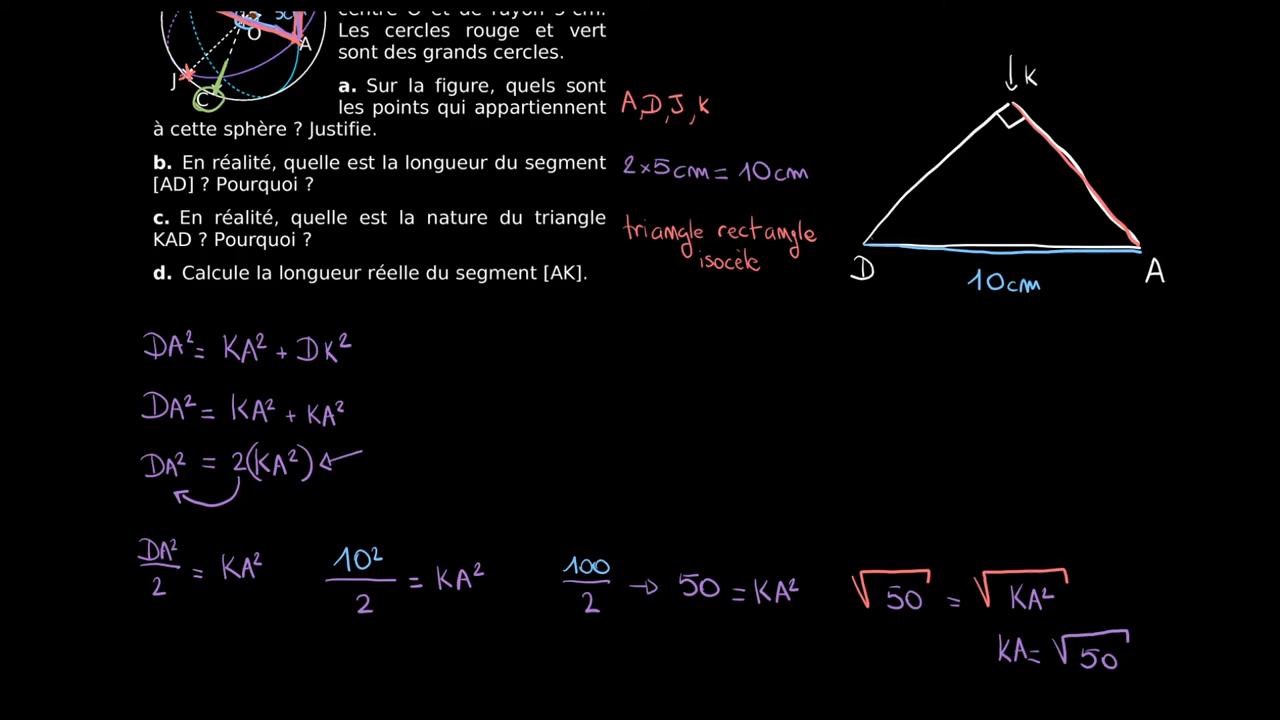 centre O et de rayon 5 cm.
Les cercles rouge et vert
sont des grands cercles.
O
A
J
C
a. Sur la figure, quels sont
les points qui appartiennent
à cette sphère ? Justifie.
A,D,J,K
b. En réalité, quelle est la longueur du segment
[AD] ? Pourquoi ?
2×5cm = 10cm
c. En réalité, quelle est la nature du triangle
KAD ? Pourquoi ?
triangle rectangle
isocèle
d. Calcule la longueur réelle du segment [AK].
K
D
10cm
A
DA² = KA² + DK²
DA² = KA² + KA²
DA² = 2(KA²)
DA²/2 = KA²
10²/2 = KA²
100/2 → 50 = KA²
√50 = √KA²
KA = √50